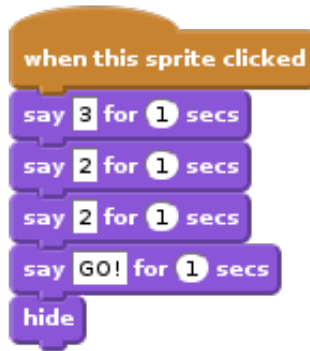 when this sprite clicked
say 3 for 1 secs
say 2 for 1 secs
say 2 for 1 secs
say GO! for 1 secs
hide